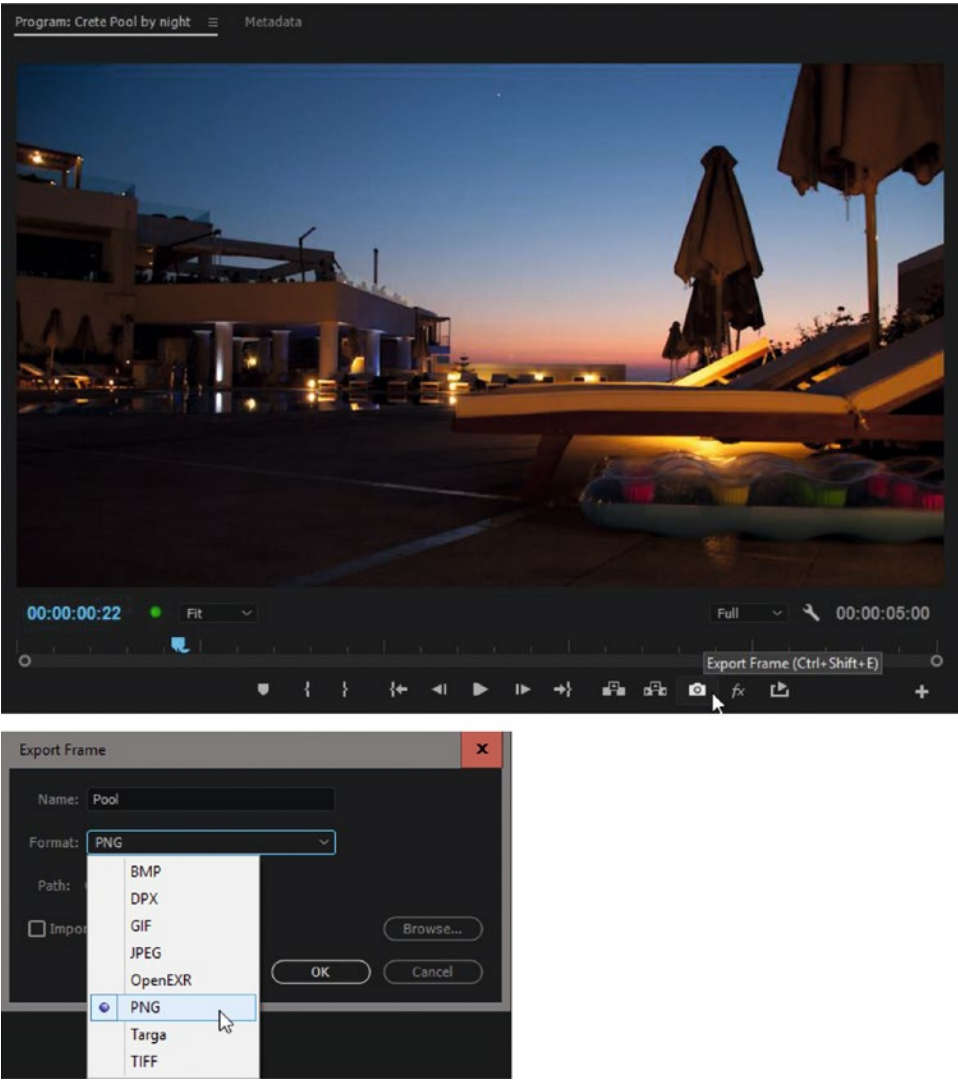 Program: Crete Pool by night Metadata
00:00:00:22 Fit Full 00:00:05:00
Export Frame (Ctrl+Shift+E)
fx
Export Frame
Name: Pool
Format: PNG
BMP
Path:
DPX
GIF
Impor Browse...
JPEG
OK Cancel
OpenEXR
PNG
Targa
TIFF